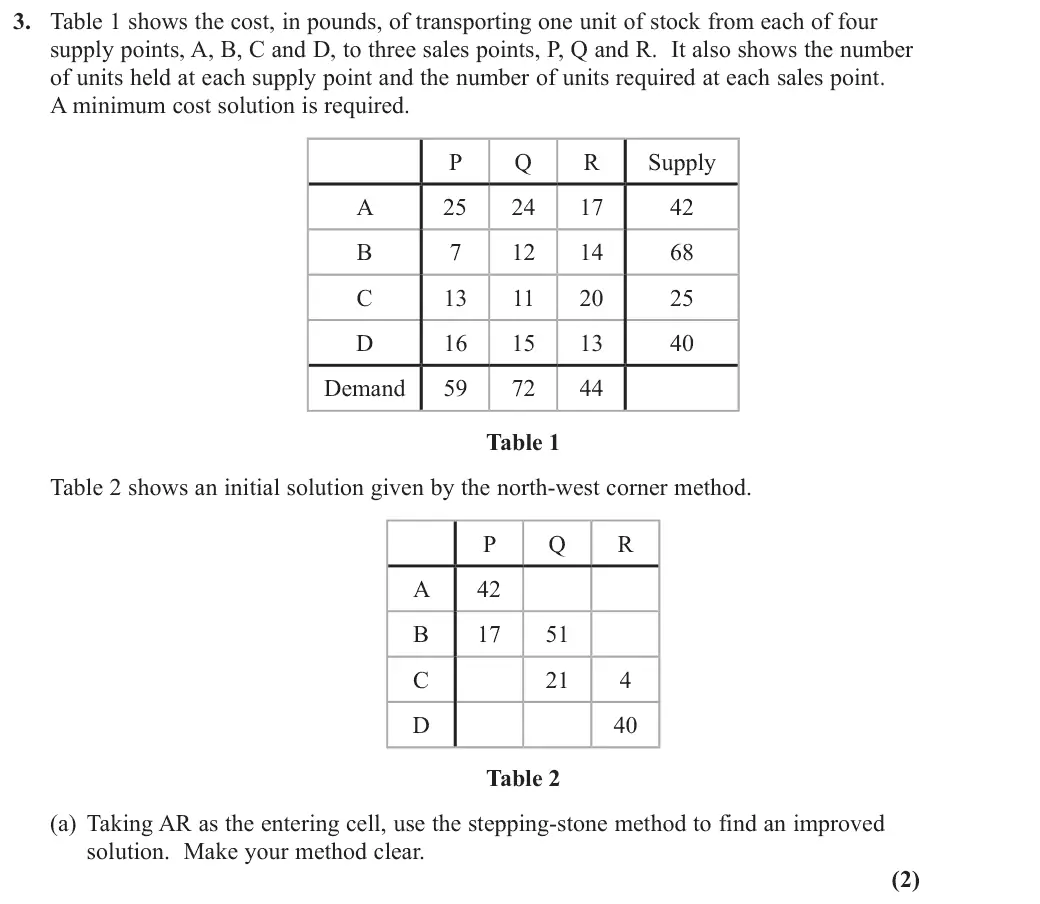 3. Table 1 shows the cost, in pounds, of transporting one unit of stock from each of four
supply points, A, B, C and D, to three sales points, P, Q and R. It also shows the number
of units held at each supply point and the number of units required at each sales point.
A minimum cost solution is required.
P Q R Supply
A 25 24 17 42
B 7 12 14 68
C 13 11 20 25
D 16 15 13 40
Demand 59 72 44
Table 1
Table 2 shows an initial solution given by the north-west corner method.
P Q R
A 42
B 17 51
C 21 4
D 40
Table 2
(a) Taking AR as the entering cell, use the stepping-stone method to find an improved
solution. Make your method clear.
(2)